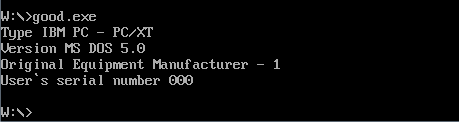 W:\>good.exe
Type IBM PC - PC/XT
Version MS DOS 5.0
Original Equipment Manufacturer - 1
User`s serial number 000
W:\>